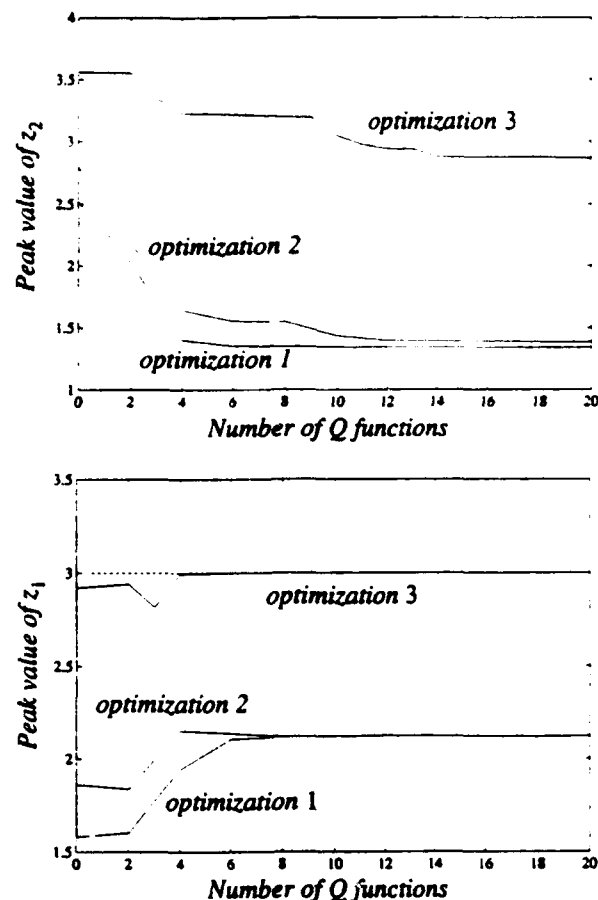 4
3.5
3
2.5
2
1.5
1
Peak value of z2
optimization 3
optimization 2
optimization 1
0 2 4 6 8 10 12 14 16 18 20
Number of Q functions
3.5
3
2.5
2
1.5
Peak value of z1
optimization 3
optimization 2
optimization 1
0 2 4 6 8 10 12 14 16 18 20
Number of Q functions